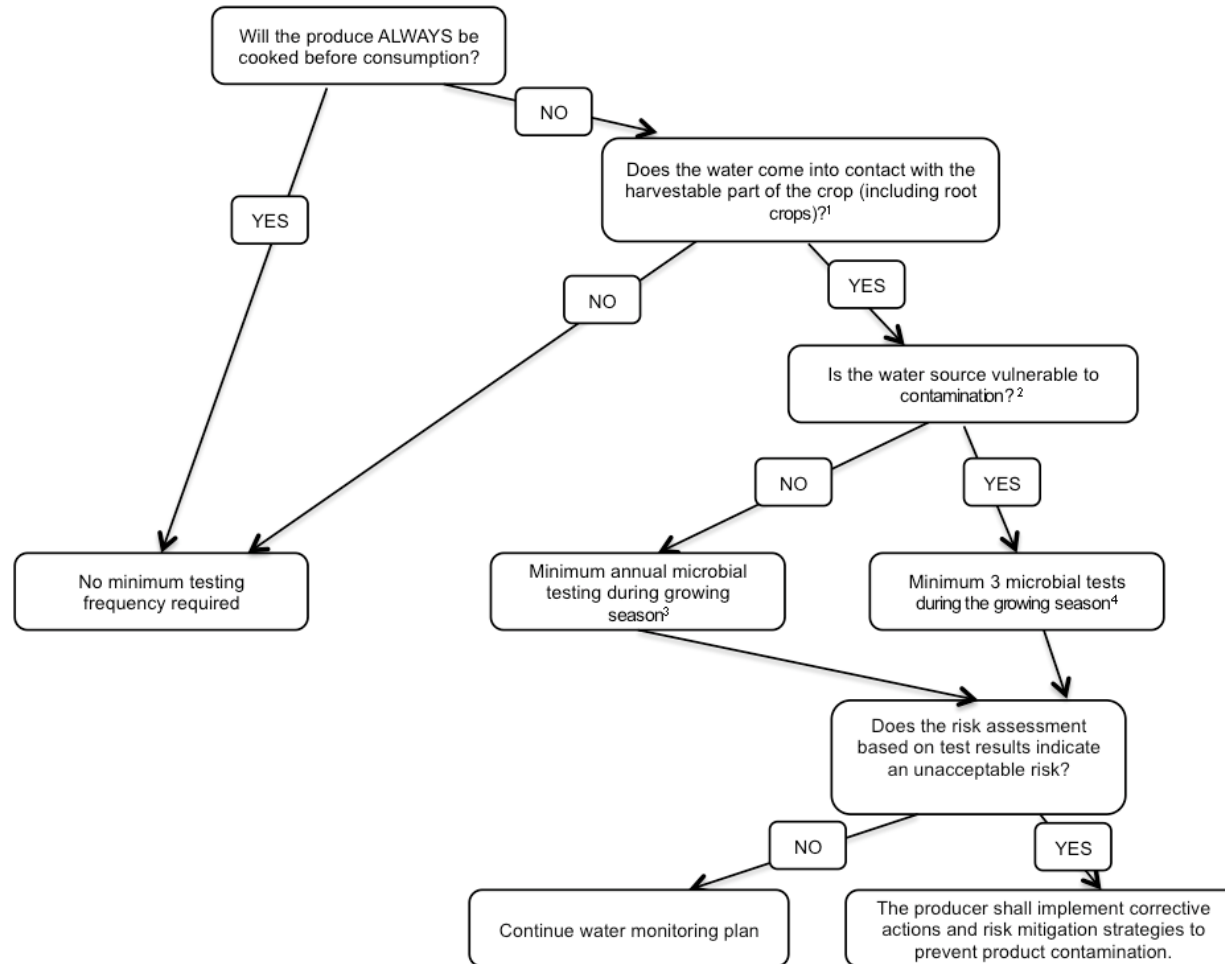 Will the produce ALWAYS be
cooked before consumption?
NO
Does the water come into contact with the
harvestable part of the crop (including root
crops)?¹
YES
NO
YES
Is the water source vulnerable to
contamination? ²
NO
YES
No minimum testing
frequency required
Minimum annual microbial
testing during growing
season³
Minimum 3 microbial tests
during the growing season⁴
Does the risk assessment
based on test results indicate
an unacceptable risk?
NO
YES
Continue water monitoring plan
The producer shall implement corrective
actions and risk mitigation strategies to
prevent product contamination.